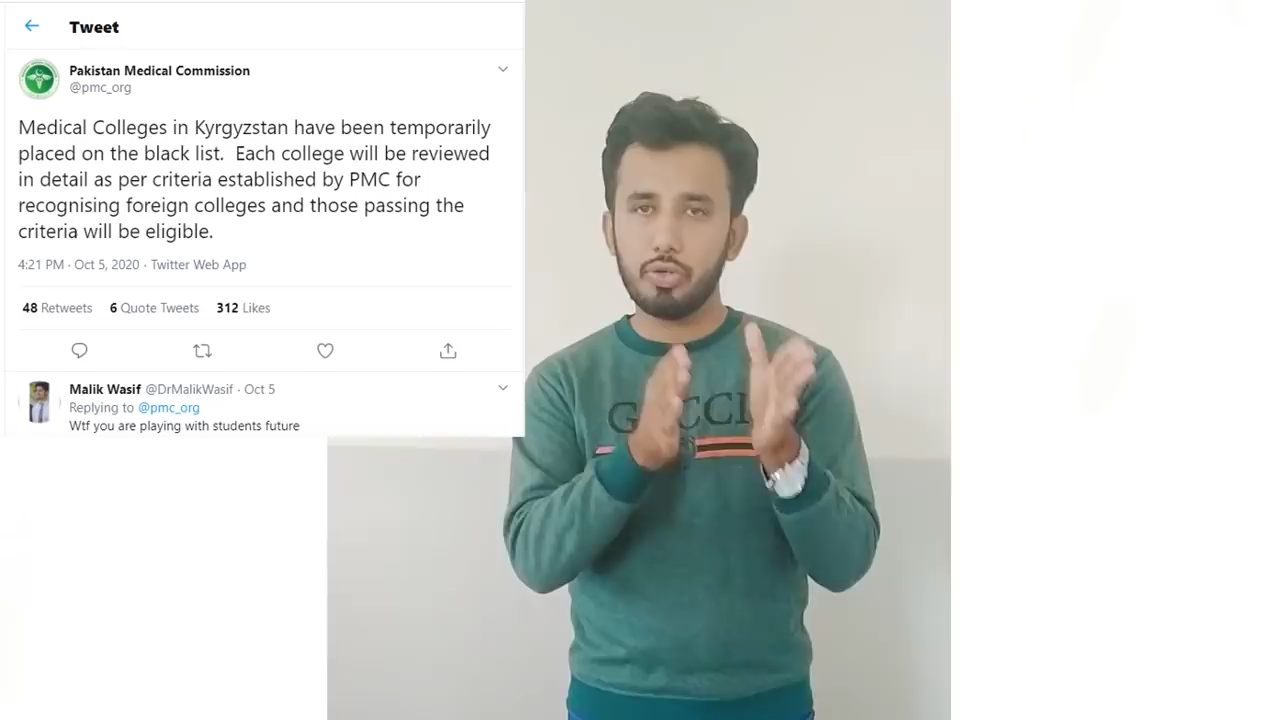 Tweet
Pakistan Medical Commission
@pmc_org
Medical Colleges in Kyrgyzstan have been temporarily
placed on the black list.  Each college will be reviewed
in detail as per criteria established by PMC for
recognising foreign colleges and those passing the
criteria will be eligible.
4:21 PM · Oct 5, 2020 · Twitter Web App
48 Retweets 6 Quote Tweets 312 Likes
Malik Wasif @DrMalikWasif · Oct 5
Replying to @pmc_org
Wtf you are playing with students future